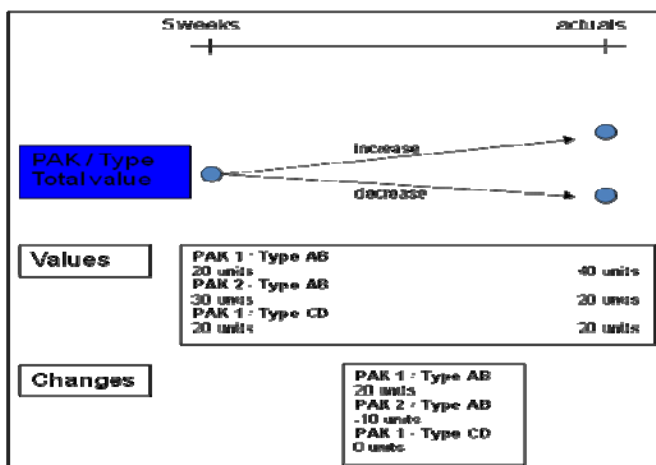 5weeks actuals
increase
PAK / Type
Total value
decrease
Values
PAK 1 - Type AB
20 units 40 units
PAK 2 - Type AB
30 units 20 units
PAK 1 - Type CD
20 units 20 units
Changes
PAK 1 - Type AB
20 units
PAK 2 - Type AB
-10 units
PAK 1 - Type CD
0 units